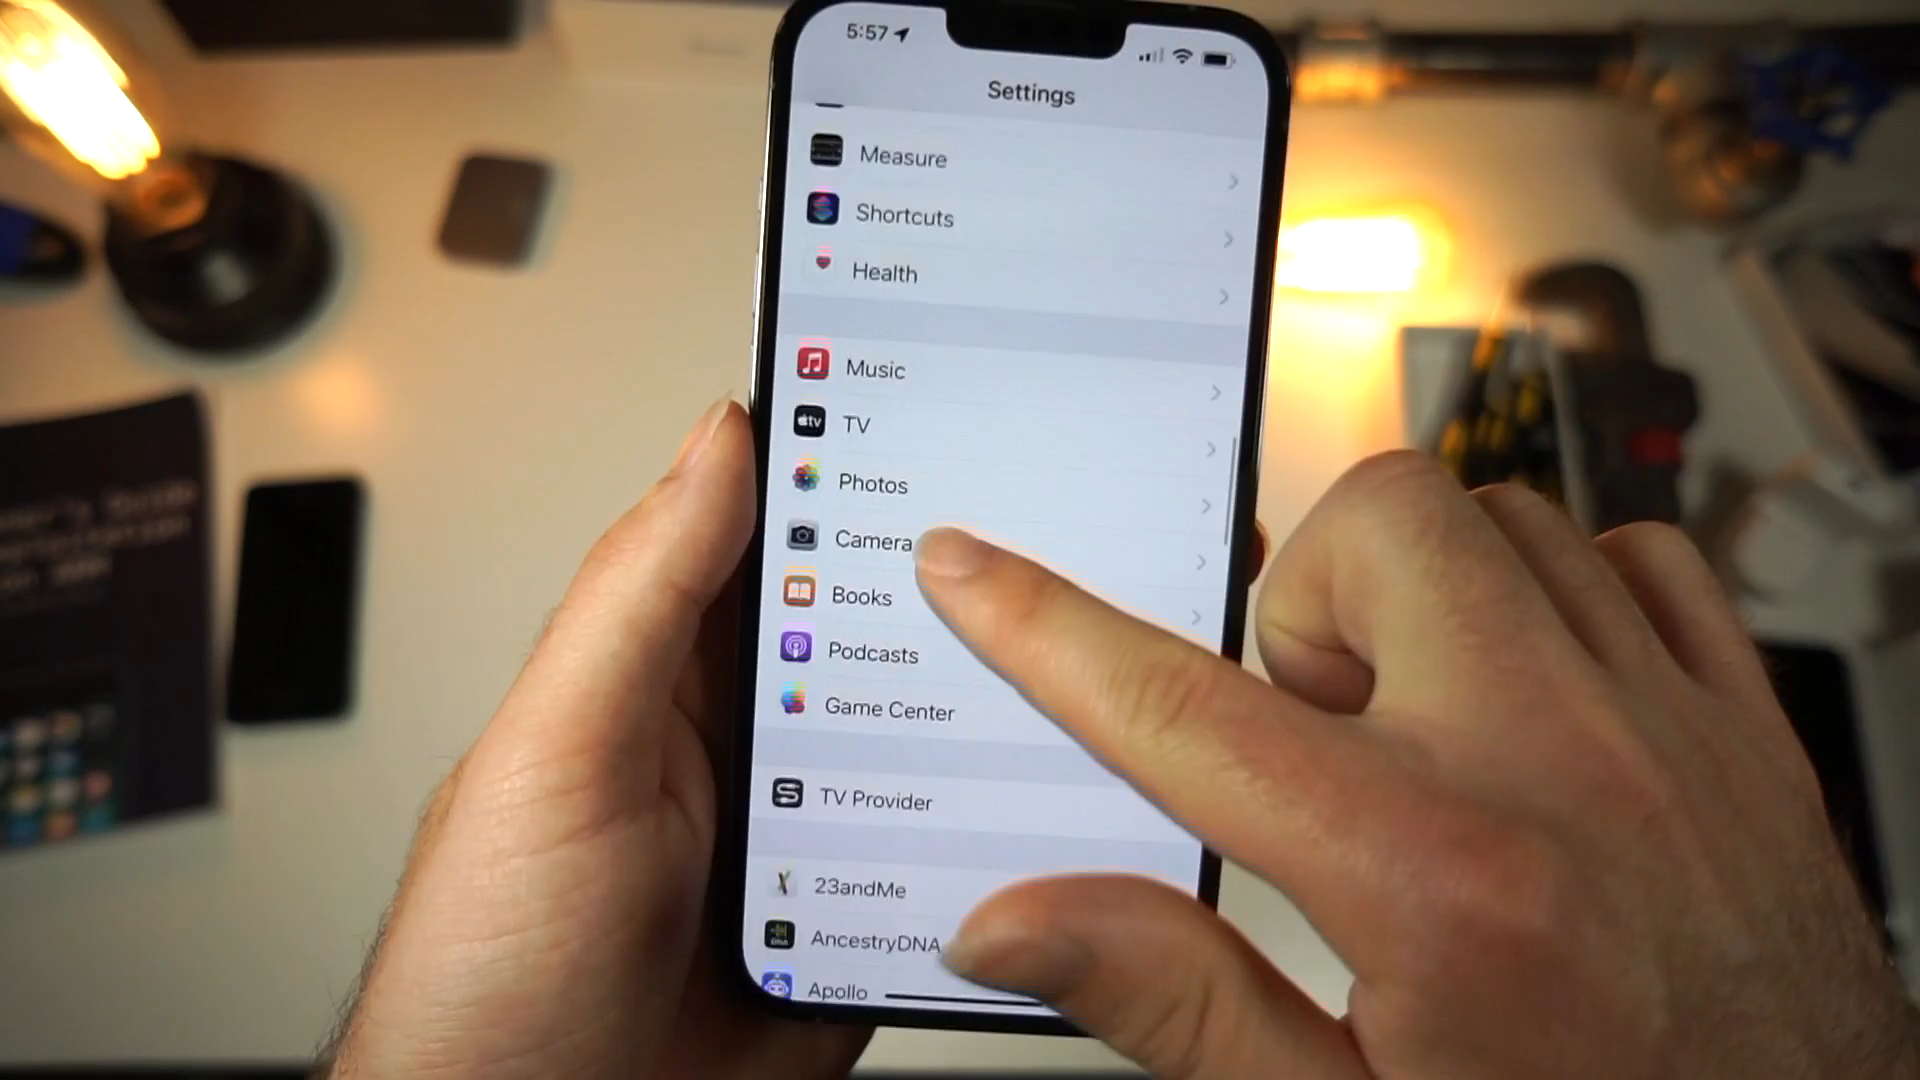 5:57
Settings
Measure
Shortcuts
Health
Music
tv TV
Photos
Camera
Books
Podcasts
Game Center
TV Provider
23andMe
AncestryDNA
Apollo